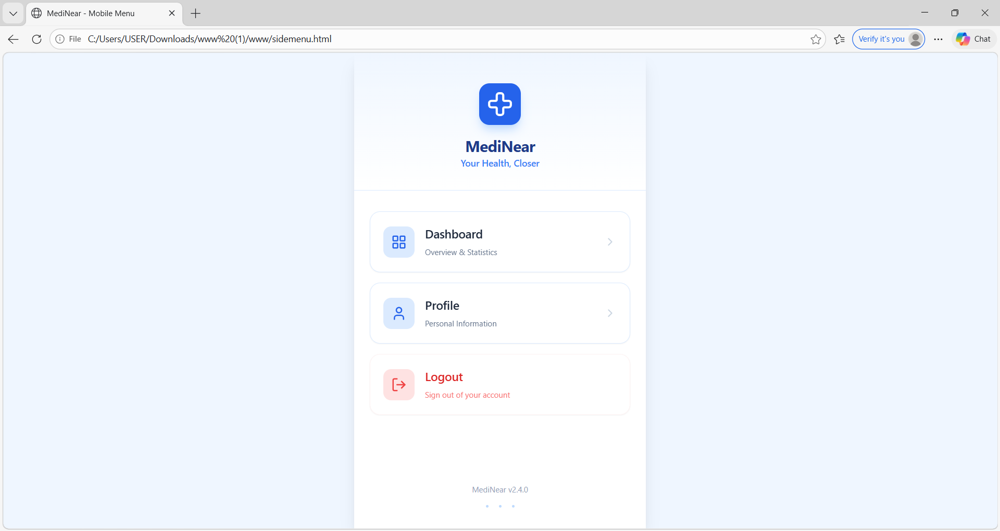 MediNear - Mobile Menu
File C:/Users/USER/Downloads/www%20(1)/www/sidemenu.html
Verify it's you
Chat
MediNear
Your Health, Closer
Dashboard
Overview & Statistics
Profile
Personal Information
Logout
Sign out of your account
MediNear v2.4.0